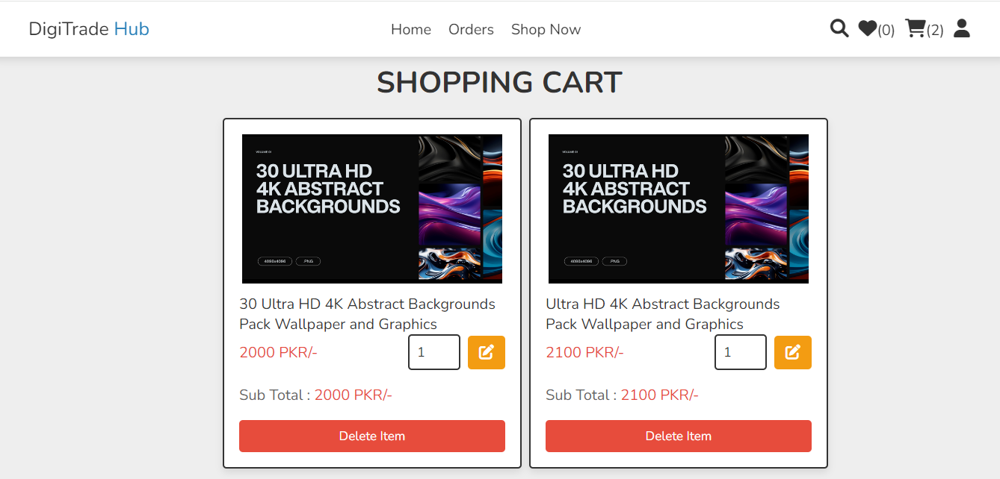 DigiTrade Hub
Home Orders Shop Now
(0) (2)
SHOPPING CART
VOLUME 01
30 ULTRA HD
4K ABSTRACT
BACKGROUNDS
4096x4096 .PNG
30 Ultra HD 4K Abstract Backgrounds
Pack Wallpaper and Graphics
2000 PKR/- 1
Sub Total : 2000 PKR/-
Delete Item
VOLUME 01
30 ULTRA HD
4K ABSTRACT
BACKGROUNDS
4096x4096 .PNG
Ultra HD 4K Abstract Backgrounds
Pack Wallpaper and Graphics
2100 PKR/- 1
Sub Total : 2100 PKR/-
Delete Item